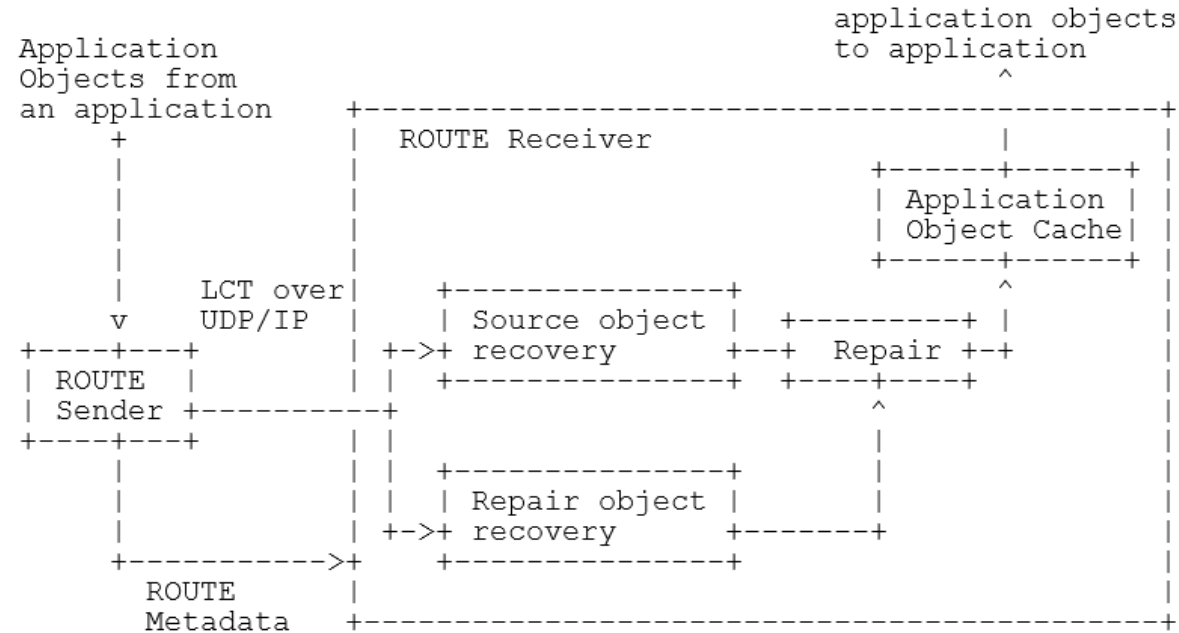 application objects
to application
Application
Objects from
an application
ROUTE Receiver
Application
Object Cache
LCT over
UDP/IP
Source object
recovery
Repair
ROUTE
Sender
Repair object
recovery
ROUTE
Metadata